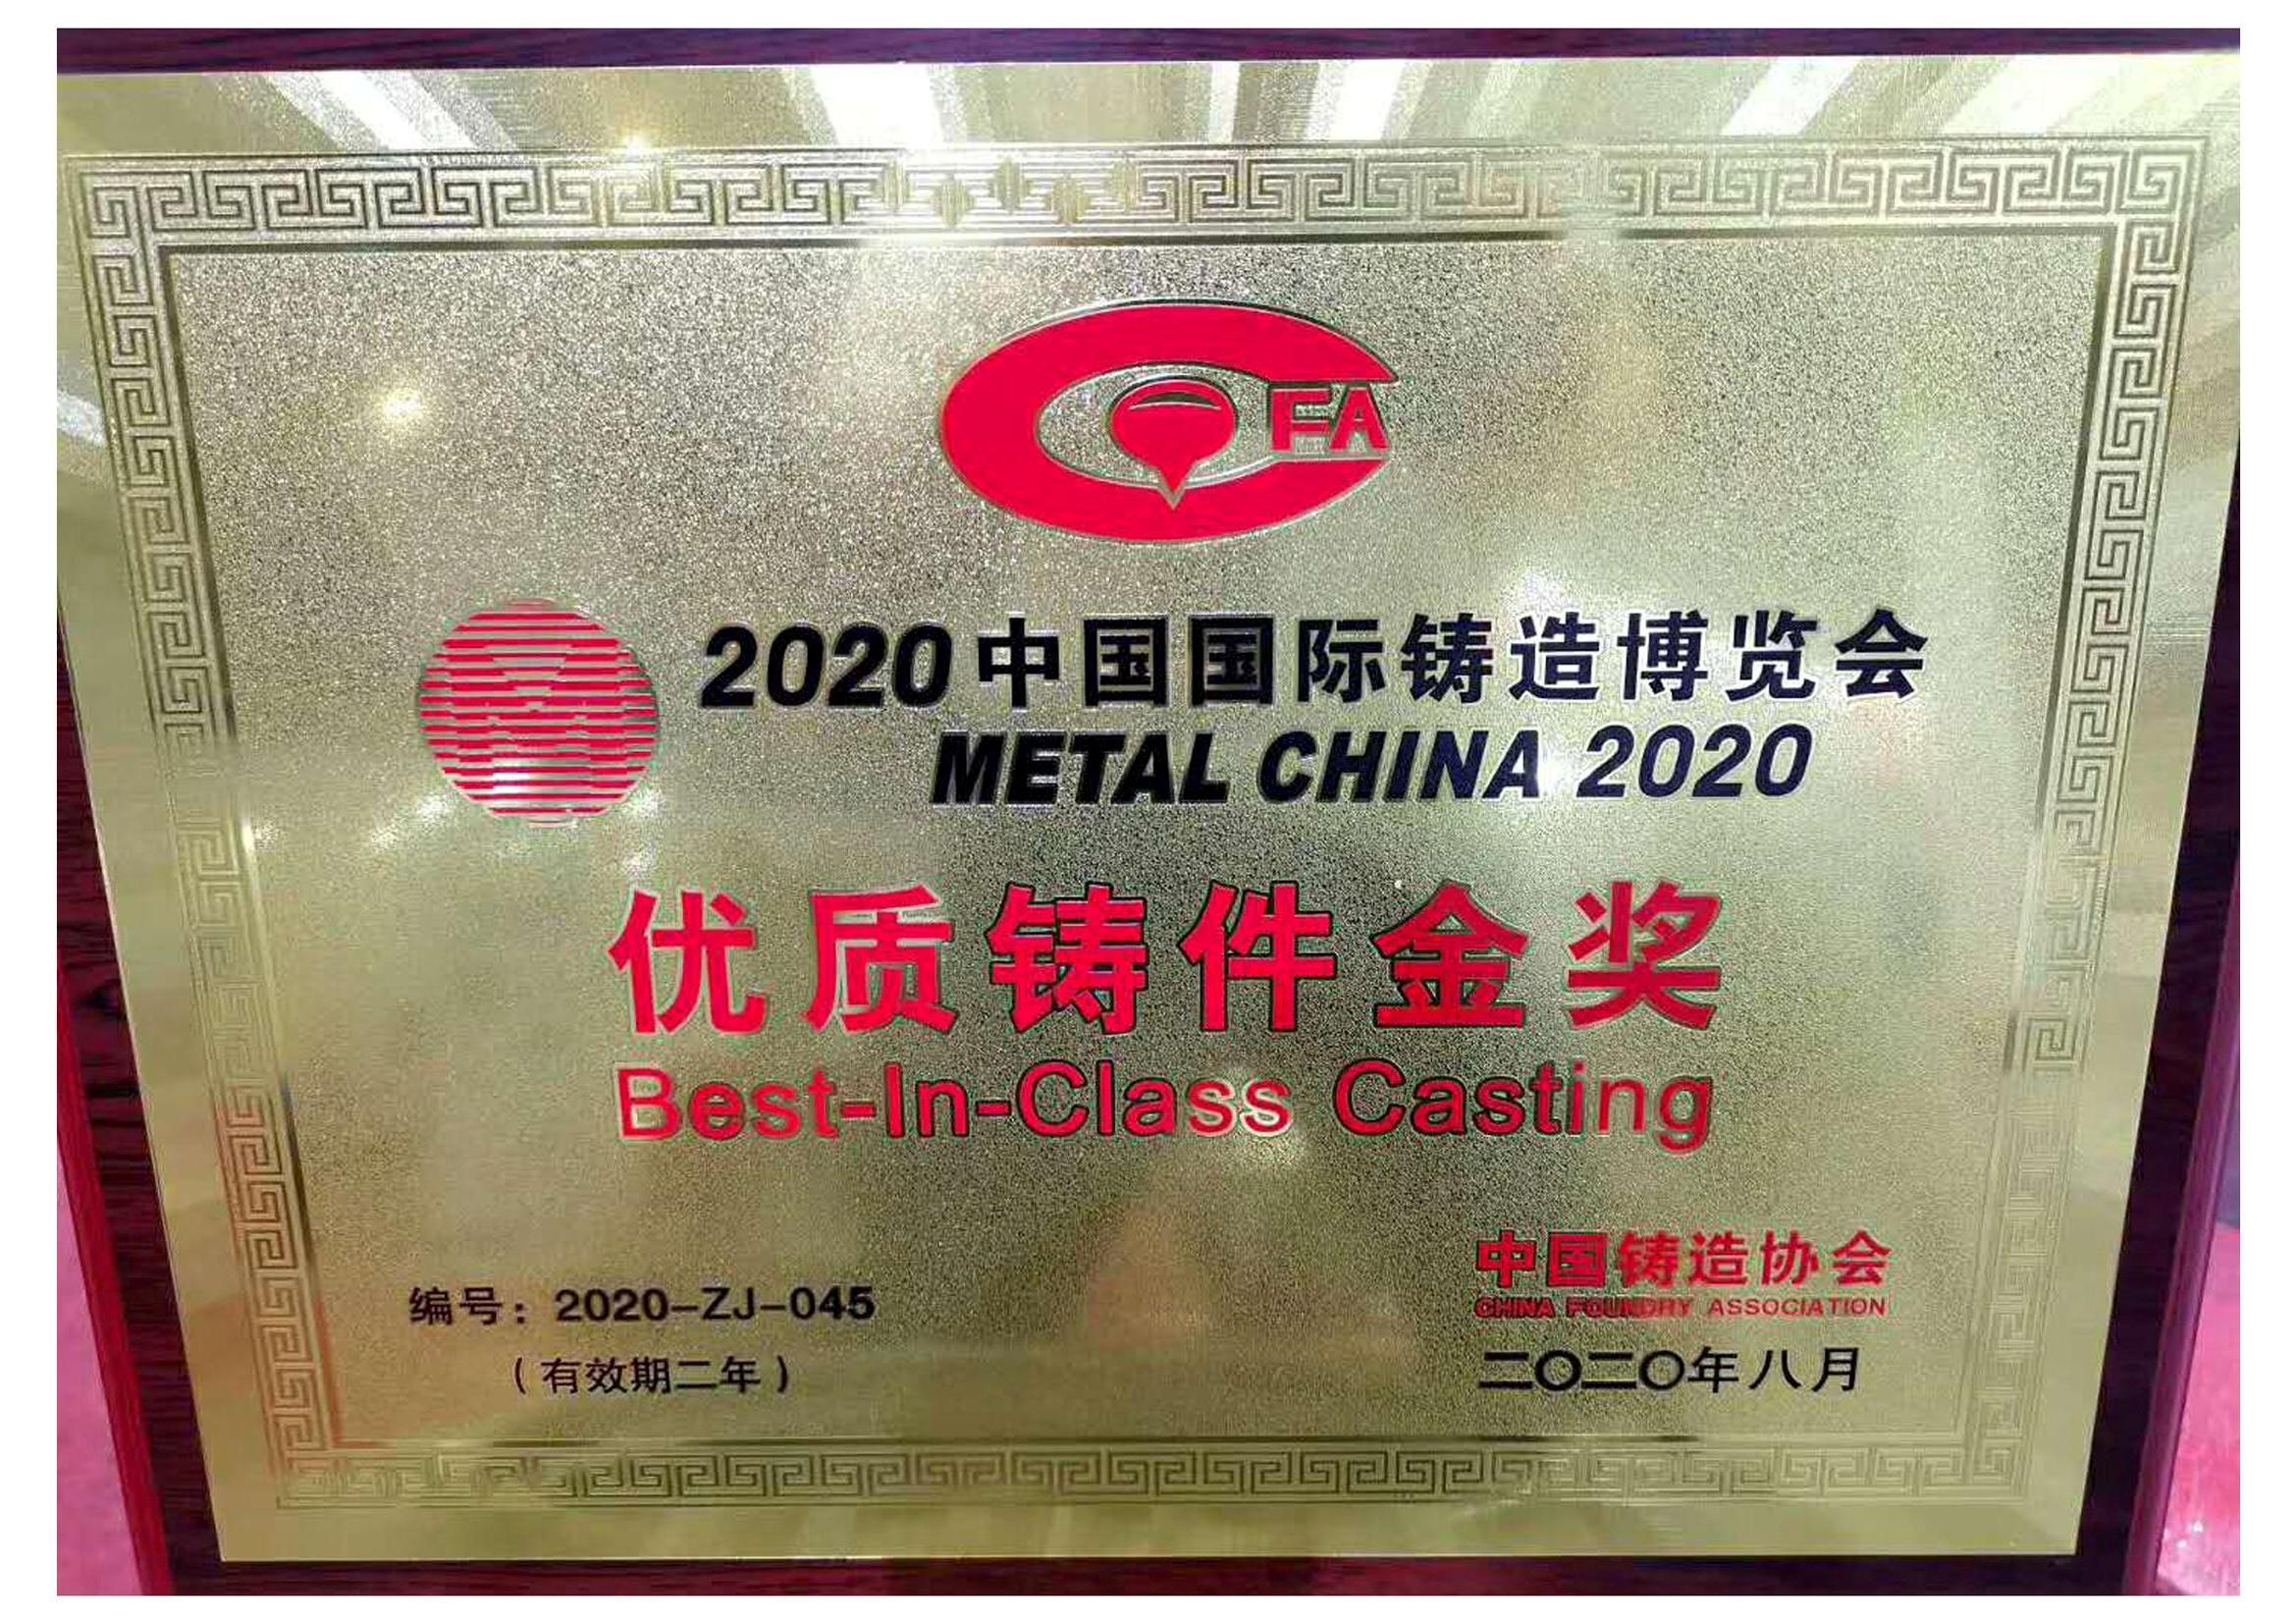 FA
2020中国国际铸造博览会
METAL CHINA 2020
优质铸件金奖
Best-In-Class Casting
中国铸造协会
CHINA FOUNDRY ASSOCIATION
编号：2020-ZJ-045
二〇二〇年八月
（有效期二年）